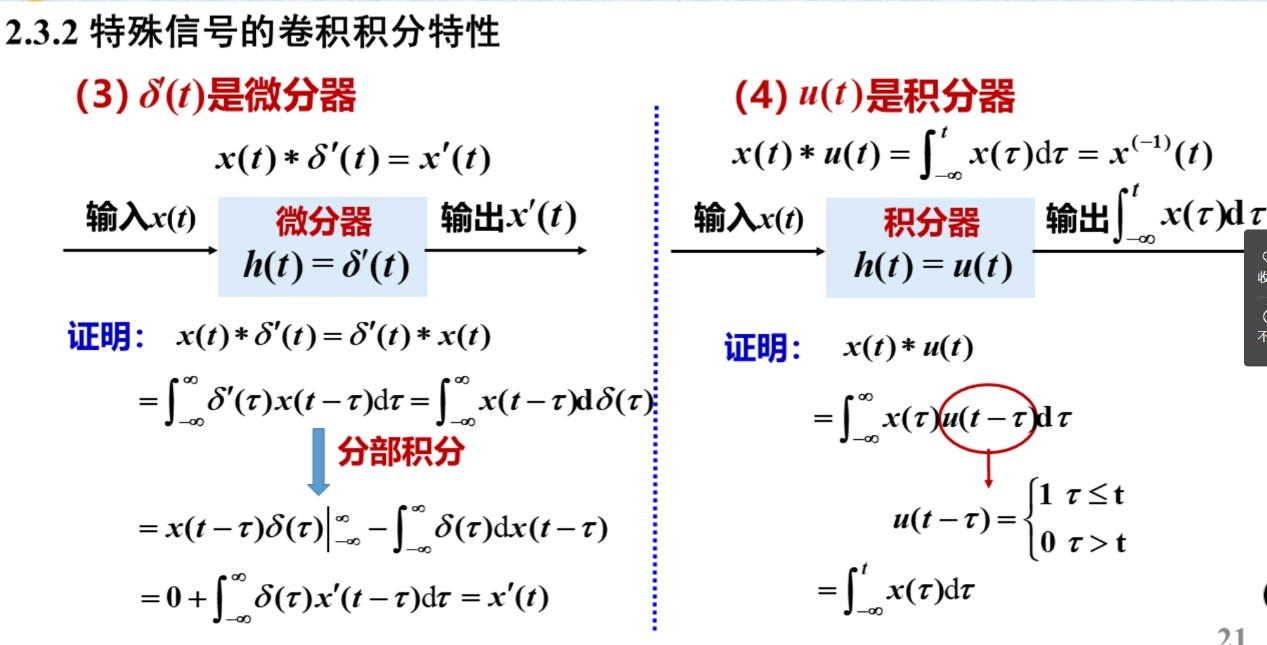 2.3.2 特殊信号的卷积积分特性
(3) δ′(t)是微分器
x(t) ∗ δ′(t) = x′(t)
输入x(t)
微分器
h(t) = δ′(t)
输出x′(t)
证明： x(t) ∗ δ′(t) = δ′(t) ∗ x(t)
= ∫_{−∞}^{∞} δ′(τ)x(t − τ)dτ = ∫_{−∞}^{∞} x(t − τ)dδ(τ)
分部积分
= x(t − τ)δ(τ)|_{−∞}^{∞} − ∫_{−∞}^{∞} δ(τ)dx(t − τ)
= 0 + ∫_{−∞}^{∞} δ(τ)x′(t − τ)dτ = x′(t)
(4) u(t)是积分器
x(t) ∗ u(t) = ∫_{−∞}^{t} x(τ)dτ = x^{(−1)}(t)
输入x(t)
积分器
h(t) = u(t)
输出∫_{−∞}^{t} x(τ)dτ
证明： x(t) ∗ u(t)
= ∫_{−∞}^{∞} x(τ)u(t − τ)dτ
u(t − τ) = {1 τ ≤ t
0 τ > t
= ∫_{−∞}^{t} x(τ)dτ
21